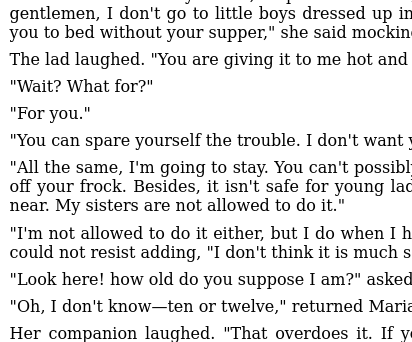 gentlemen, I don't go to little boys dressed up in
you to bed without your supper," she said
The lad laughed. "You are giving it to me hot and
"Wait? What for?"
"For you."
"You can spare yourself the trouble. I don't want
"All the same, I'm going to stay. You can't
off your frock. Besides, it isn't safe for young
near. My sisters are not allowed to do it."
"I'm not allowed to do it either, but I do when I
could not resist adding, "I don't think it is much
"Look here! how old do you suppose I am?" asked
"Oh, I don't know—ten or twelve," returned
Her companion laughed. "That overdoes it. If